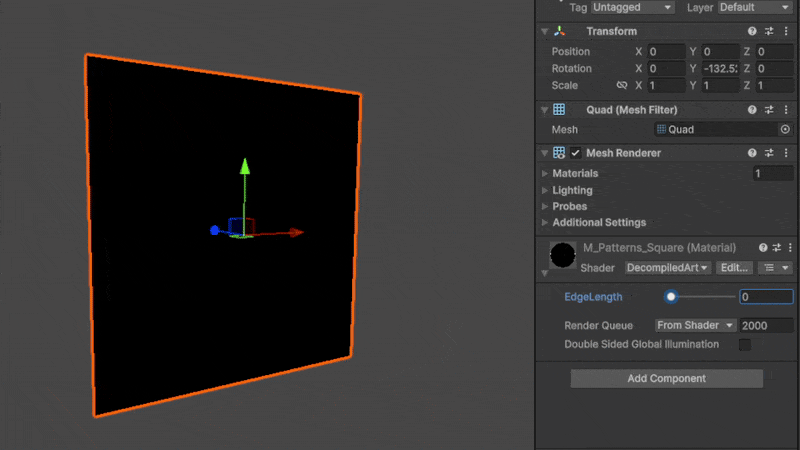 Tag Untagged Layer Default
Transform
Position X 0 Y 0 Z 0
Rotation X 0 Y -132.52 Z 0
Scale X 1 Y 1 Z 1
Quad (Mesh Filter)
Mesh Quad
Mesh Renderer
Materials 1
Lighting
Probes
Additional Settings
M_Patterns_Square (Material)
Shader DecompiledArt Edit...
EdgeLength 0
Render Queue From Shader 2000
Double Sided Global Illumination
Add Component